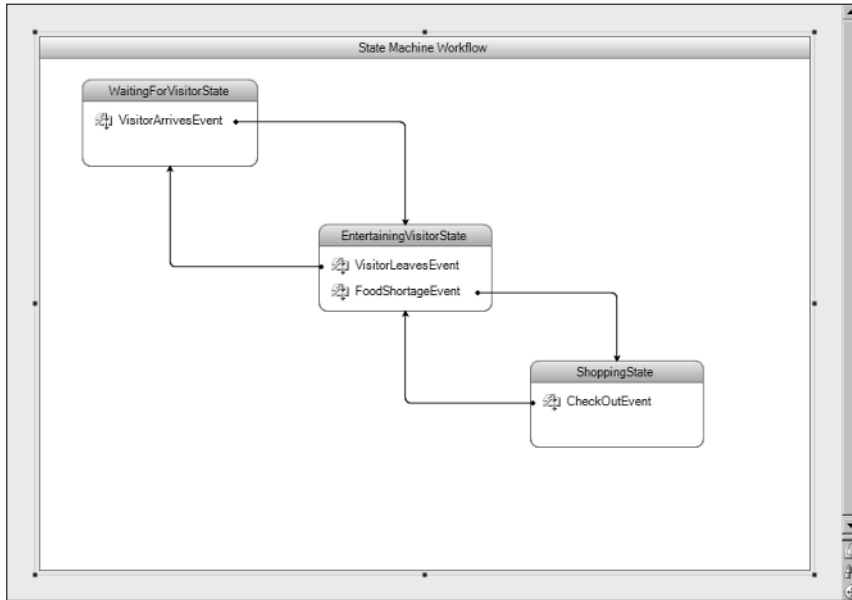 State Machine Workflow
WaitingForVisitorState
VisitorArrivesEvent
EntertainingVisitorState
VisitorLeavesEvent
FoodShortageEvent
ShoppingState
CheckOutEvent